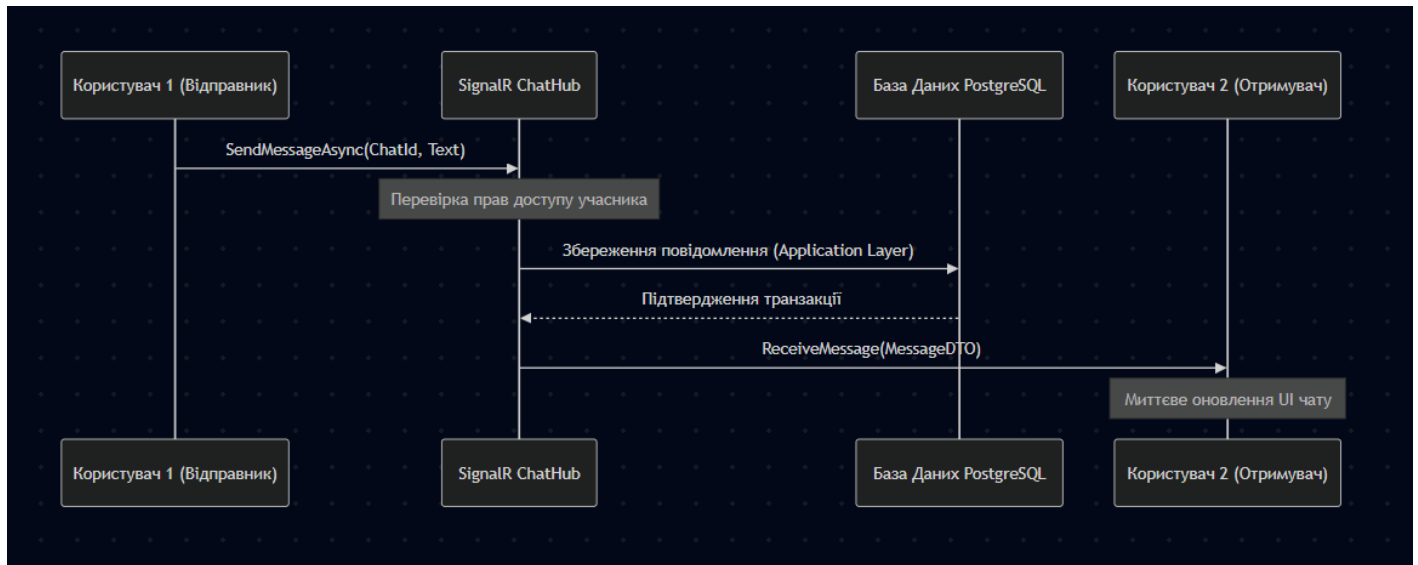 Користувач 1 (Відправник)
SignalR ChatHub
База Даних PostgreSQL
Користувач 2 (Отримувач)
SendMessageAsync(ChatId, Text)
Перевірка прав доступу учасника
Збереження повідомлення (Application Layer)
Підтвердження транзакції
ReceiveMessage(MessageDTO)
Миттєве оновлення UI чату
Користувач 1 (Відправник)
SignalR ChatHub
База Даних PostgreSQL
Користувач 2 (Отримувач)